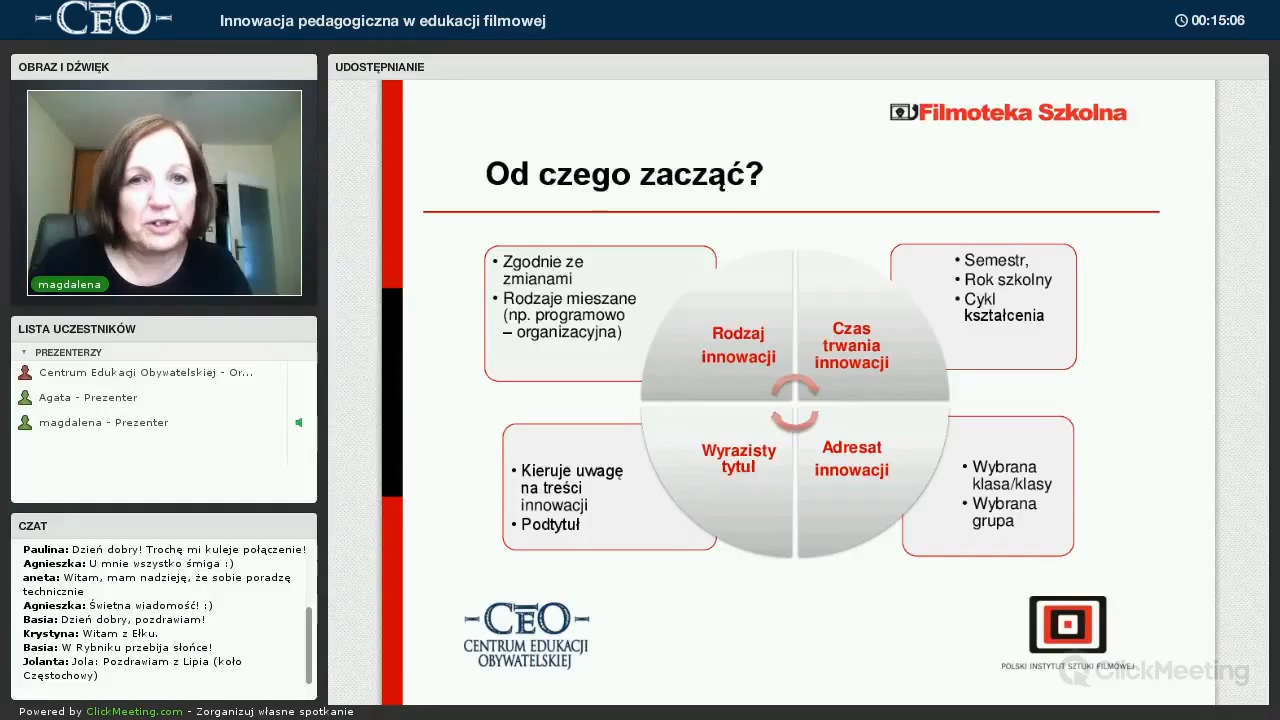 CEO
Innowacja pedagogiczna w edukacji filmowej
00:15:06
OBRAZ I DŹWIĘK
magdalena
LISTA UCZESTNIKÓW
PREZENTERZY
Centrum Edukacji Obywatelskiej - Or...
Agata - Prezenter
magdalena - Prezenter
CZAT
Paulina: Dzień dobry! Trochę mi kuleje połączenie!
Agnieszka: U mnie wszystko śmiga :)
aneta: Witam, mam nadzieję, że sobie poradzę
technicznie
Agnieszka: Świetna wiadomość! :)
Basia: Dzień dobry, pozdrawiam!
Krystyna: Witam z Ełku.
Basia: W Rybniku przebija słońce!
Jolanta: Jola: Pozdrawiam z Lipia (koło
Częstochowy)
Powered by ClickMeeting.com - Zorganizuj własne spotkanie
UDOSTĘPNIANIE
Filmoteka Szkolna
Od czego zacząć?
• Zgodnie ze
zmianami
• Rodzaje mieszane
(np. programowo
– organizacyjna)
Rodzaj
innowacji
Czas
trwania
innowacji
• Semestr,
• Rok szkolny
• Cykl
kształcenia
• Kieruje uwagę
na treści
innowacji
• Podtytuł
Wyrazisty
tytuł
Adresat
innowacji
• Wybrana
klasa/klasy
• Wybrana
grupa
CEO
CENTRUM EDUKACJI
OBYWATELSKIEJ
POLSKI INSTYTUT SZTUKI FILMOWEJ
ClickMeeting